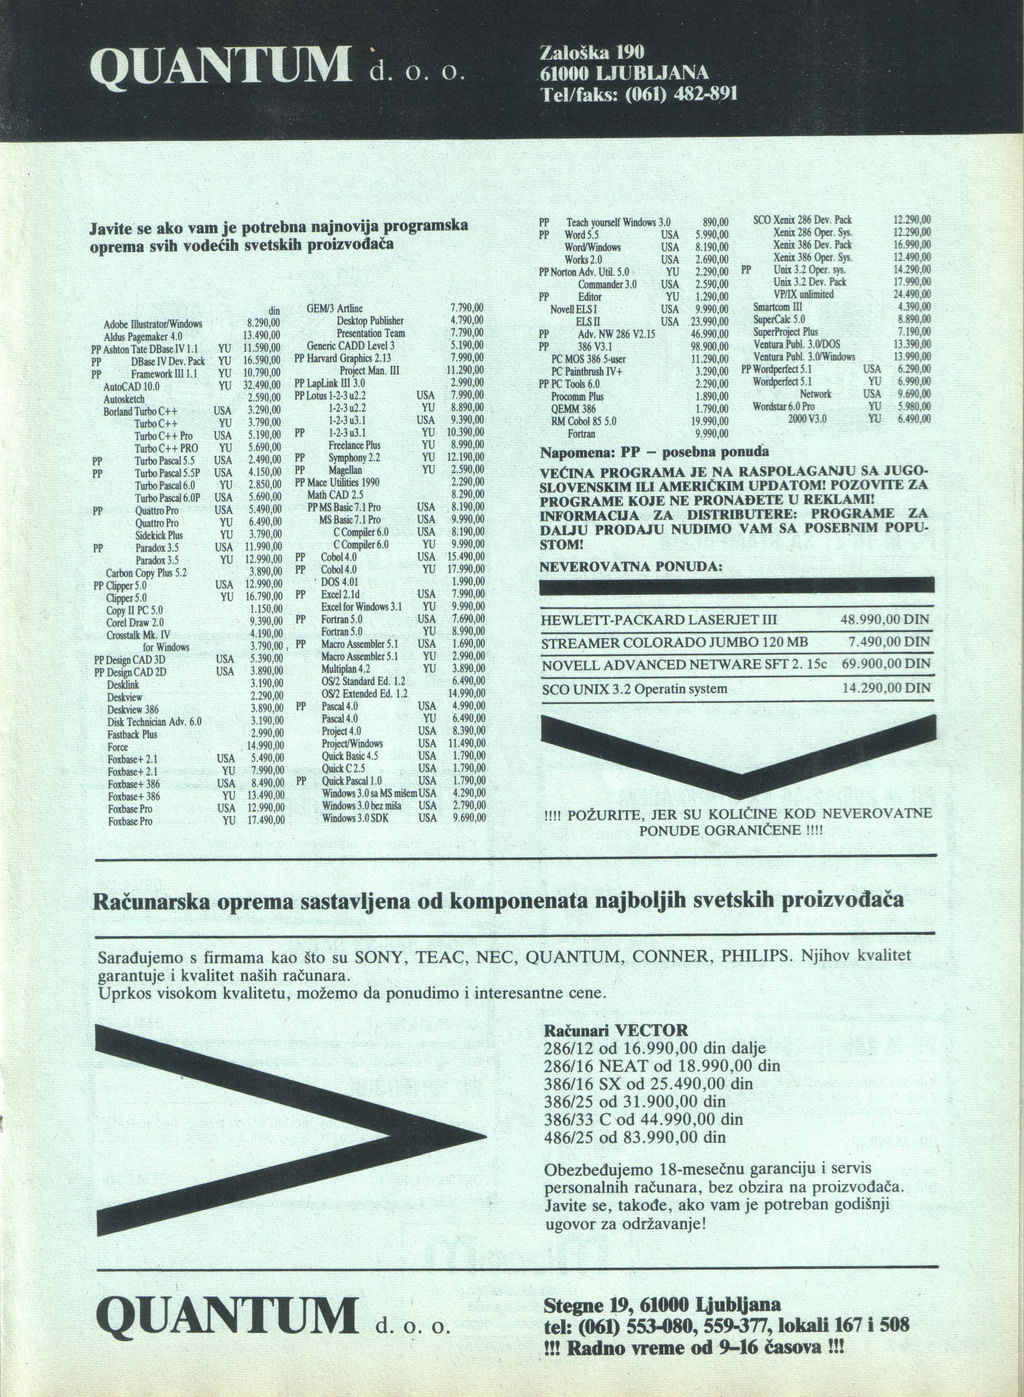 QUANTUM d. o. o.
Zaloška 190
61000 LJUBLJANA
Tel/faks: (061) 482-891
Javite se ako vam je potrebna najnovija programska
oprema svih vodećih svetskih proizvođača
din
Adobe Illustrator/Windows 8.290,00
Aldus Pagemaker 4.0 13.490,00
PP Ashton Tate DBase IV 1.1 YU 11.590,00
PP DBase IV Dev. Pack YU 16.590,00
PP Framework III 1.1 YU 10.790,00
AutoCAD 10.0 YU 32.490,00
Autosketch 2.590,00
Borland Turbo C++ USA 3.290,00
Turbo C++ YU 3.790,00
Turbo C++ Pro USA 5.190,00
Turbo C++ PRO YU 5.690,00
PP Turbo Pascal 5.5 USA 2.490,00
PP Turbo Pascal 5.5P USA 4.150,00
Turbo Pascal 6.0 YU 2.850,00
Turbo Pascal 6.0P USA 5.690,00
PP Quattro Pro USA 5.490,00
Quattro Pro YU 6.490,00
Sidekick Plus YU 3.790,00
PP Paradox 3.5 USA 11.990,00
Paradox 3.5 YU 12.990,00
Carbon Copy Plus 5.2 3.890,00
PP Clipper 5.0 USA 12.990,00
Clipper 5.0 YU 16.790,00
Copy II PC 5.0 1.150,00
Corel Draw 2.0 9.390,00
Crosstalk Mk. IV 4.190,00
for Windows 3.790,00
PP Design CAD 3D USA 5.390,00
PP Design CAD 2D USA 3.890,00
Desklink 3.190,00
Deskview 2.290,00
Deskview 386 3.890,00
Disk Technician Adv. 6.0 3.190,00
Fastback Plus 2.990,00
Force 14.990,00
Foxbase+ 2.1 USA 5.490,00
Foxbase+ 2.1 YU 7.990,00
Foxbase+ 386 USA 8.490,00
Foxbase+ 386 YU 13.490,00
Foxbase Pro USA 12.990,00
Foxbase Pro YU 17.490,00
GEM/3 Artline 7.790,00
Desktop Publisher 4.790,00
Presentation Team 7.790,00
Generic CADD Level 3 5.190,00
PP Harvard Graphics 2.13 7.990,00
Project Man. III 11.290,00
PP LapLink III 3.0 2.990,00
PP Lotus 1-2-3 u2.2 USA 7.990,00
1-2-3 u2.2 YU 8.890,00
1-2-3 u3.1 USA 9.390,00
PP 1-2-3 u3.1 YU 10.390,00
Freelance Plus YU 8.990,00
PP Symphony 2.2 YU 12.190,00
PP Magellan YU 2.590,00
PP Mace Utilities 1990 2.290,00
Math CAD 2.5 8.290,00
PP MS Basic 7.1 Pro USA 8.190,00
MS Basic 7.1 Pro USA 9.990,00
C Compiler 6.0 USA 8.190,00
C Compiler 6.0 YU 9.990,00
PP Cobol 4.0 USA 15.490,00
PP Cobol 4.0 YU 17.990,00
DOS 4.01 1.990,00
PP Excel 2.1d USA 7.990,00
Excel for Windows 3.1 YU 9.990,00
PP Fortran 5.0 USA 7.690,00
Fortran 5.0 YU 8.990,00
PP Macro Assembler 5.1 USA 1.690,00
Macro Assembler 5.1 YU 2.990,00
Multiplan 4.2 YU 3.890,00
OS/2 Standard Ed. 1.2 6.490,00
OS/2 Extended Ed. 1.2 14.990,00
PP Pascal 4.0 USA 4.990,00
Pascal 4.0 YU 6.490,00
Project 4.0 USA 8.390,00
Project/Windows USA 11.490,00
Quick Basic 4.5 USA 1.790,00
Quick C 2.5 USA 1.790,00
PP Quick Pascal 1.0 USA 1.790,00
Windows 3.0 sa MS mišem USA 4.290,00
Windows 3.0 bez miša USA 2.790,00
Windows 3.0 SDK USA 9.690,00
PP Teach yourself Windows 3.0 890,00
PP Word 5.5 USA 5.990,00
Word/Windows USA 8.190,00
Works 2.0 USA 2.690,00
PP Norton Adv. Util. 5.0 YU 2.290,00
Commander 3.0 USA 2.590,00
PP Editor YU 1.290,00
Novell ELS I USA 9.990,00
ELS II USA 23.990,00
PP Adv. NW 286 V2.15 46.990,00
PP 386 V3.1 98.900,00
PC MOS 386 5-user 11.290,00
PC Paintbrush IV+ 3.290,00
PP PC Tools 6.0 2.290,00
Procomm Plus 1.890,00
QEMM 386 1.790,00
RM Cobol 85 5.0 19.990,00
Fortran 9.990,00
SCO Xenix 286 Dev. Pack 12.290,00
Xenix 286 Oper. Sys. 12.290,00
Xenix 386 Dev. Pack 16.990,00
Xenix 386 Oper. Sys. 12.490,00
PP Unix 3.2 Oper. sys. 14.290,00
Unix 3.2 Dev. Pack 17.990,00
VP/IX unlimited 24.490,00
Smartcom III 4.390,00
SuperCalc 5.0 8.890,00
SuperProject Plus 7.190,00
Ventura Publ. 3.0/DOS 13.390,00
Ventura Publ. 3.0/Windows 13.990,00
PP Wordperfect 5.1 USA 6.290,00
Wordperfect 5.1 YU 6.990,00
Network USA 9.690,00
Wordstar 6.0 Pro YU 5.980,00
2000 V3.0 YU 6.490,00
Napomena: PP – posebna ponuda
VEĆINA PROGRAMA JE NA RASPOLAGANJU SA JUGO-
SLOVENSKIM ILI AMERIČKIM UPDATOM! POZOVITE ZA
PROGRAME KOJE NE PRONAĐETE U REKLAMI!
INFORMACIJA ZA DISTRIBUTERE: PROGRAME ZA
DALJU PRODAJU NUDIMO VAM SA POSEBNIM POPU-
STOM!
NEVEROVATNA PONUDA:
HEWLETT-PACKARD LASERJET III 48.990,00 DIN
STREAMER COLORADO JUMBO 120 MB 7.490,00 DIN
NOVELL ADVANCED NETWARE SFT 2. 15c 69.900,00 DIN
SCO UNIX 3.2 Operatin system 14.290,00 DIN
!!!! POŽURITE, JER SU KOLIČINE KOD NEVEROVATNE
PONUDE OGRANIČENE !!!!
Računarska oprema sastavljena od komponenata najboljih svetskih proizvođača
Sarađujemo s firmama kao što su SONY, TEAC, NEC, QUANTUM, CONNER, PHILIPS. Njihov kvalitet
garantuje i kvalitet naših računara.
Uprkos visokom kvalitetu, možemo da ponudimo i interesantne cene.
Računari VECTOR
286/12 od 16.990,00 din dalje
286/16 NEAT od 18.990,00 din
386/16 SX od 25.490,00 din
386/25 od 31.900,00 din
386/33 C od 44.990,00 din
486/25 od 83.990,00 din
Obezbeđujemo 18-mesečnu garanciju i servis
personalnih računara, bez obzira na proizvođača.
Javite se, takođe, ako vam je potreban godišnji
ugovor za održavanje!
QUANTUM d. o. o.
Stegne 19, 61000 Ljubljana
tel: (061) 553-080, 559-377, lokali 167 i 508
!!! Radno vreme od 9–16 časova !!!